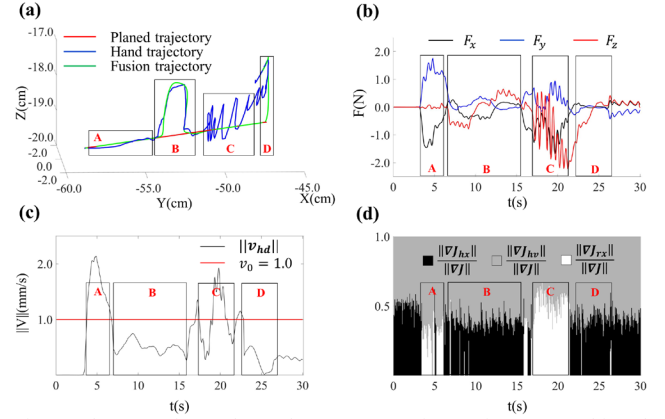 (a)
Planed trajectory
Hand trajectory
Fusion trajectory
Z(cm)
-17.0
-18.0
-19.0
-20.0
-2.0
2.0
-60.0
-55.0
-50.0
-45.0
Y(cm)
X(cm)
A
B
C
D
(b)
Fx
Fy
Fz
F(N)
2.0
1.0
0.0
-1.0
-2.0
A
B
C
D
0
5
10
15
20
25
30
t(s)
(c)
||v_hd||
v_0 = 1.0
||V||(mm/s)
2.0
1.0
A
B
C
D
0
5
10
15
20
25
30
t(s)
(d)
||∇J_hx||
||∇J||
||∇J_hv||
||∇J||
||∇J_rx||
||∇J||
1.0
0.5
A
B
C
D
0
5
10
15
20
25
30
t(s)